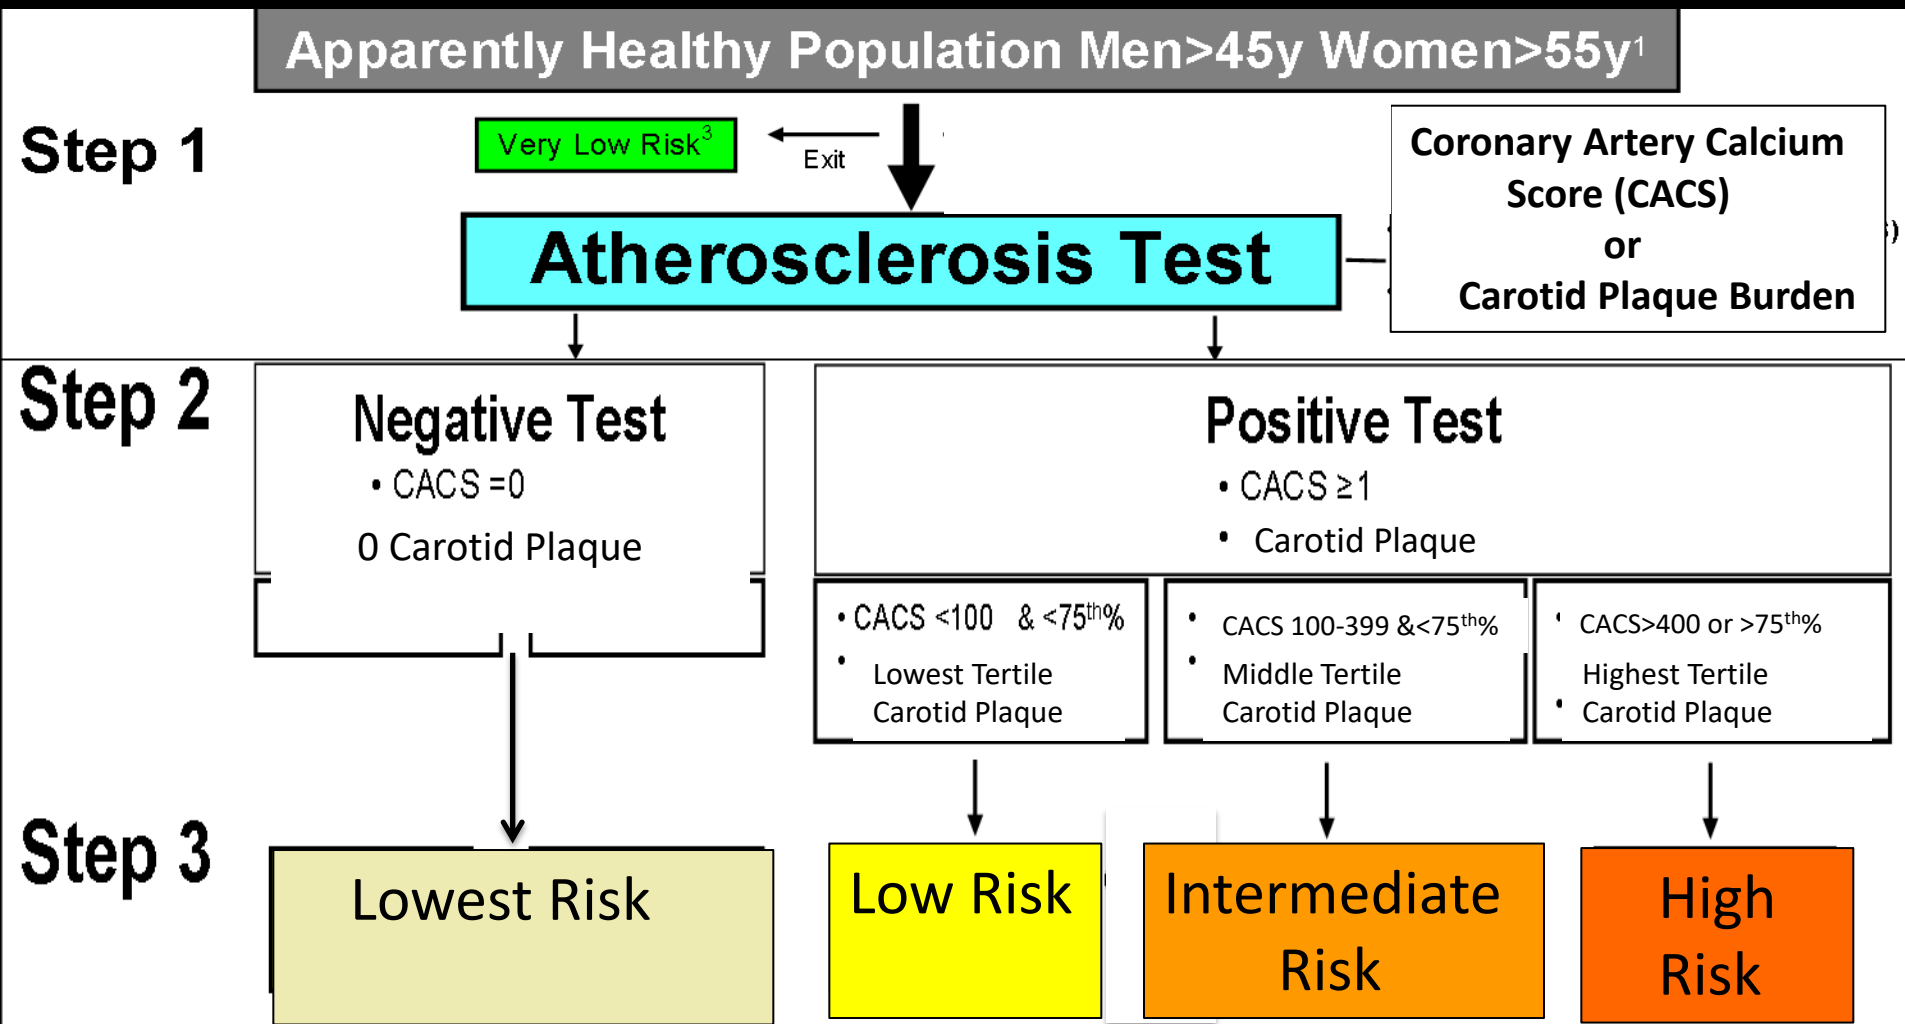 Apparently Healthy Population Men>45y Women>55y1
Step 1
Very Low Risk3
Exit
Coronary Artery Calcium
Score (CACS)
or
Carotid Plaque Burden
Atherosclerosis Test
Step 2
Negative Test
• CACS =0
0 Carotid Plaque
Positive Test
• CACS ≥1
• Carotid Plaque
• CACS <100 & <75th%
• Lowest Tertile
Carotid Plaque
• CACS 100-399 &<75th%
• Middle Tertile
Carotid Plaque
• CACS>400 or >75th%
Highest Tertile
• Carotid Plaque
Step 3
Lowest Risk
Low Risk
Intermediate
Risk
High
Risk